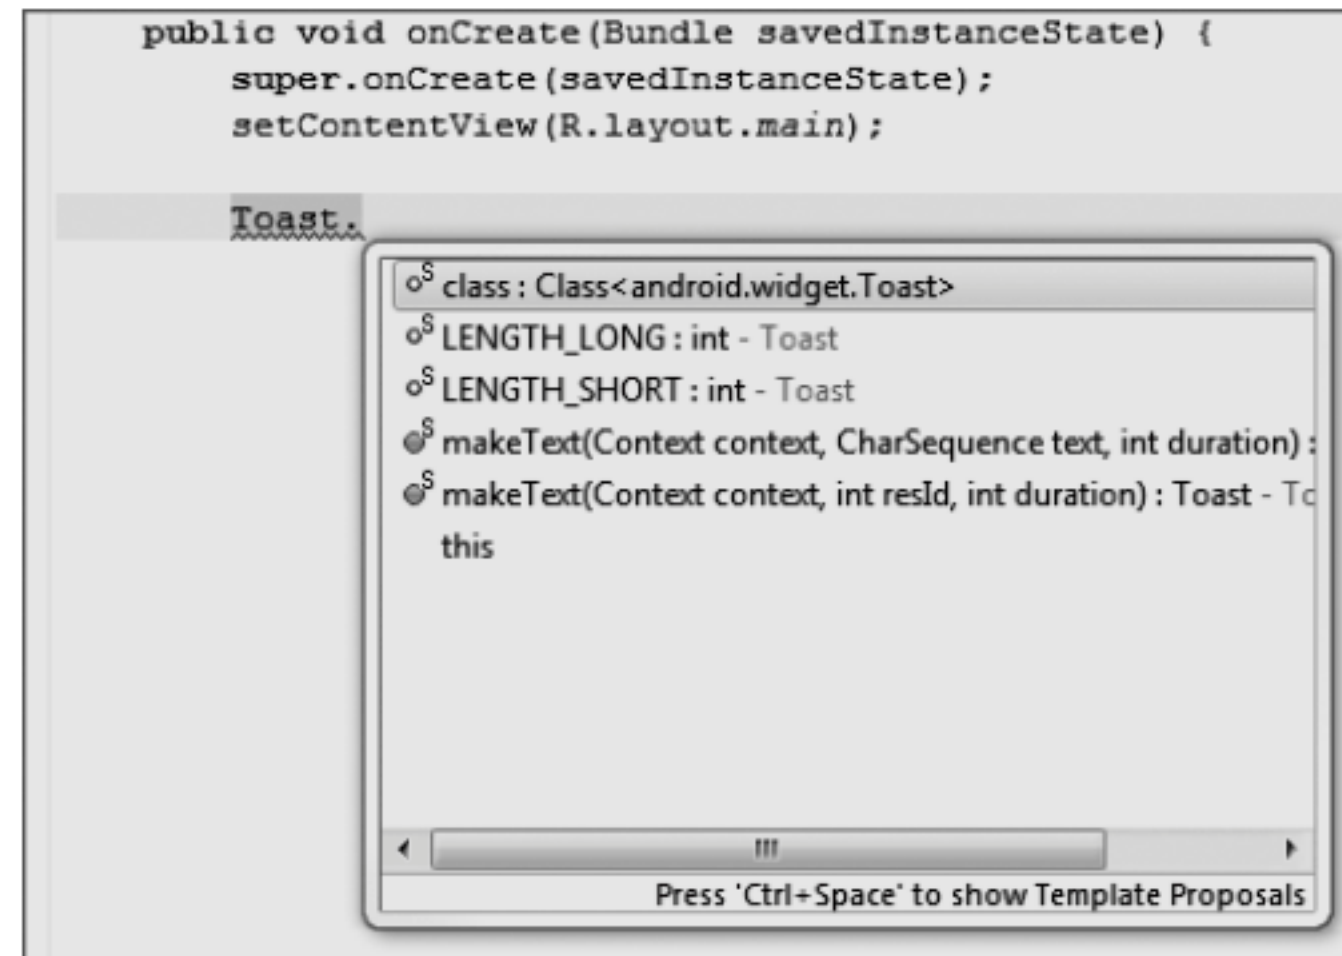 public void onCreate(Bundle savedInstanceState) {
super.onCreate(savedInstanceState);
setContentView(R.layout.main);
Toast.
S class : Class<android.widget.Toast>
S LENGTH_LONG : int - Toast
S LENGTH_SHORT : int - Toast
S makeText(Context context, CharSequence text, int duration) :
S makeText(Context context, int resId, int duration) : Toast - To
this
Press 'Ctrl+Space' to show Template Proposals